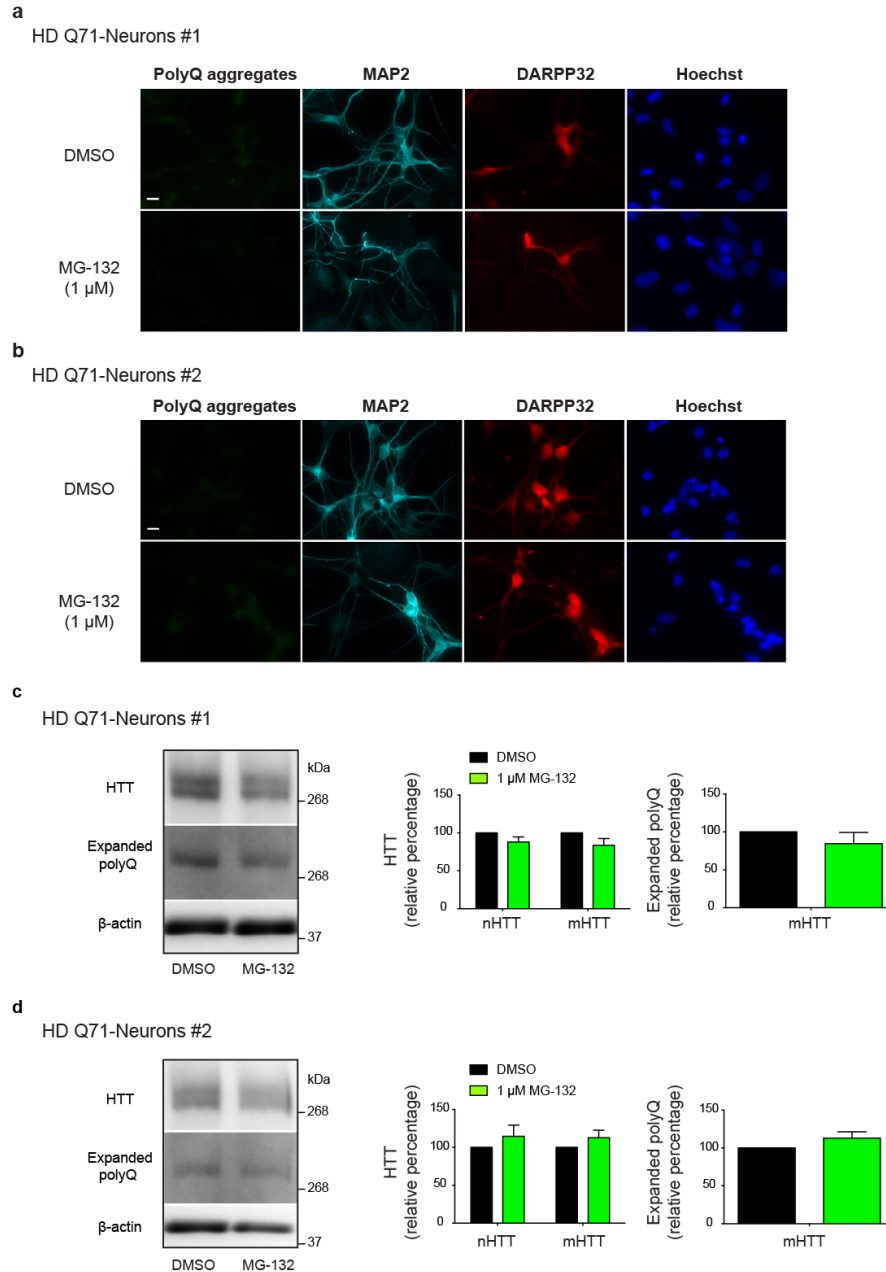 a
HD Q71-Neurons #1
PolyQ aggregates MAP2 DARPP32 Hoechst
DMSO
MG-132
(1 µM)
b
HD Q71-Neurons #2
PolyQ aggregates MAP2 DARPP32 Hoechst
DMSO
MG-132
(1 µM)
c
HD Q71-Neurons #1
HTT
Expanded
polyQ
β-actin
kDa
268
268
37
DMSO MG-132
DMSO
1 µM MG-132
HTT
(relative percentage)
150
100
50
0
nHTT mHTT
Expanded polyQ
(relative percentage)
150
100
50
0
mHTT
d
HD Q71-Neurons #2
HTT
Expanded
polyQ
β-actin
kDa
268
268
37
DMSO MG-132
DMSO
1 µM MG-132
HTT
(relative percentage)
150
100
50
0
nHTT mHTT
Expanded polyQ
(relative percentage)
150
100
50
0
mHTT